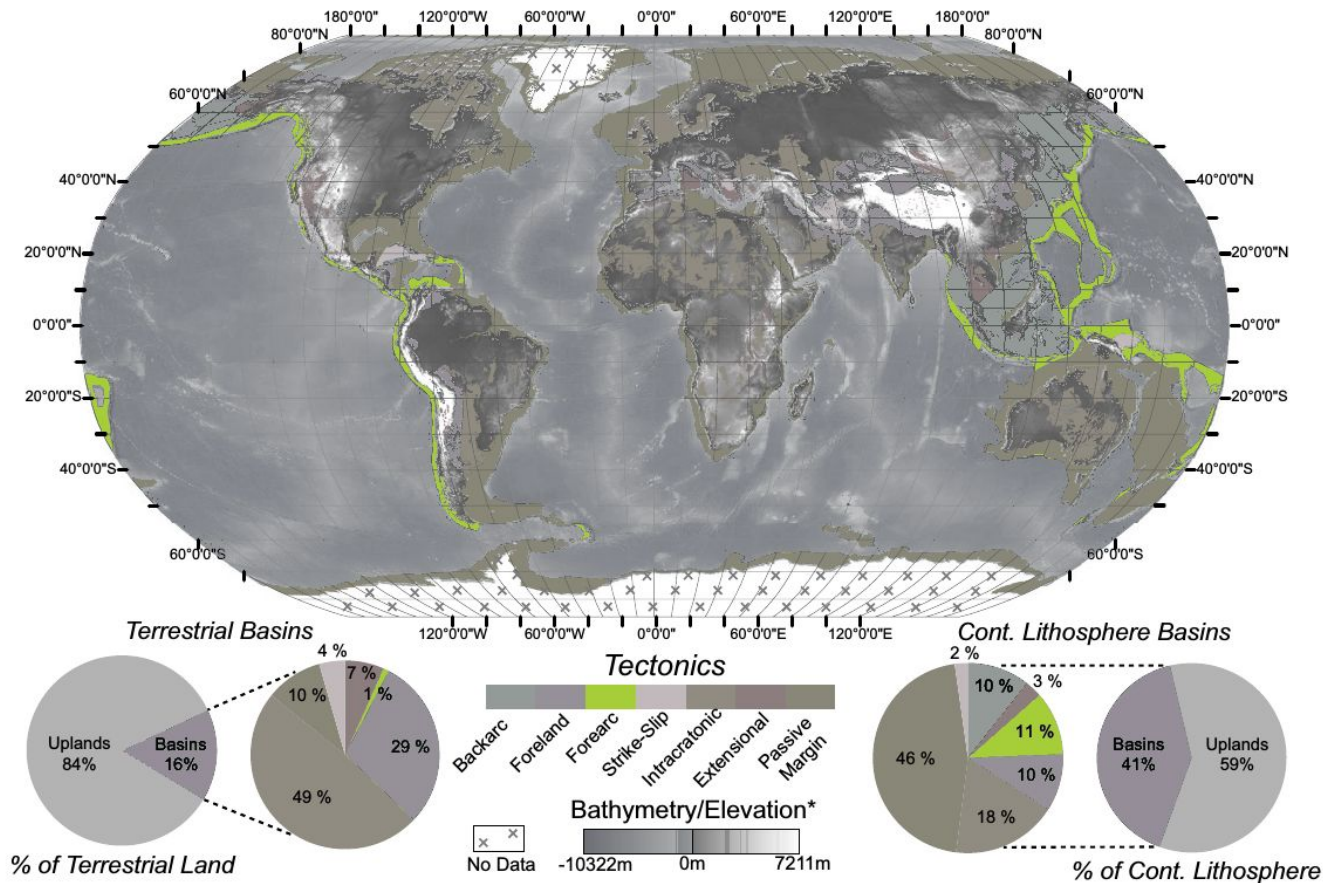 180°0'0" 120°0'0"W 60°0'0"W 0°0'0" 60°0'0"E 120°0'0"E 180°0'0"
80°0'0"N 80°0'0"N
60°0'0"N 60°0'0"N
40°0'0"N 40°0'0"N
20°0'0"N 20°0'0"N
0°0'0" 0°0'0"
20°0'0"S 20°0'0"S
40°0'0"S 40°0'0"S
60°0'0"S 60°0'0"S
120°0'0"W 60°0'0"W 0°0'0" 60°0'0"E 120°0'0"E
Terrestrial Basins
Uplands
84%
Basins
16%
4 %
7 %
1 %
10 %
29 %
49 %
% of Terrestrial Land
Tectonics
Backarc
Foreland
Forearc
Strike-Slip
Intracratonic
Extensional
Passive
Margin
Bathymetry/Elevation*
No Data
-10322m 0m 7211m
Cont. Lithosphere Basins
2 %
10 %
3 %
11 %
46 %
10 %
18 %
Basins
41%
Uplands
59%
% of Cont. Lithosphere